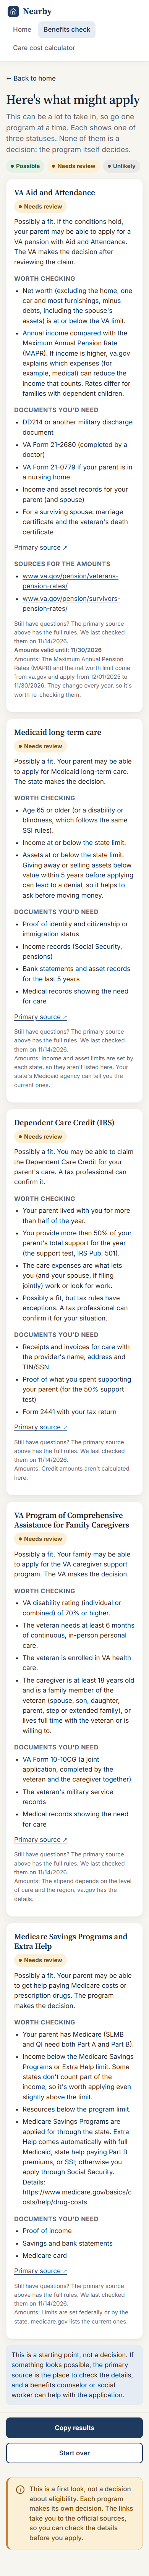 Nearby
Home Benefits check
Care cost calculator
← Back to home
Here's what might apply
This can be a lot to take in, so go one
program at a time. Each shows one of
three statuses. None of them is a
decision: the program itself decides.
Possible Needs review Unlikely
VA Aid and Attendance
Needs review
Possibly a fit. If the conditions hold,
your parent may be able to apply for a
VA pension with Aid and Attendance.
The VA makes the decision after
reviewing the claim.
WORTH CHECKING
• Net worth (excluding the home, one
car and most furnishings, minus
debts, including the spouse's
assets) is at or below the VA limit.
• Annual income compared with the
Maximum Annual Pension Rate
(MAPR). If income is higher, va.gov
explains which expenses (for
example, medical) can reduce the
income that counts. Rates differ for
families with dependent children.
DOCUMENTS YOU'D NEED
• DD214 or another military discharge
document
• VA Form 21-2680 (completed by a
doctor)
• VA Form 21-0779 if your parent is in
a nursing home
• Income and asset records for your
parent (and spouse)
• For a surviving spouse: marriage
certificate and the veteran's death
certificate
Primary source ↗
SOURCES FOR THE AMOUNTS
• www.va.gov/pension/veterans-
pension-rates/
• www.va.gov/pension/survivors-
pension-rates/
Still have questions? The primary source
above has the full rules. We last checked
them on 11/14/2026.
Amounts valid until: 11/30/2026
Amounts: The Maximum Annual Pension
Rate (MAPR) and the net worth limit come
from va.gov and apply from 12/01/2025 to
11/30/2026. They change every year, so it's
worth re-checking them.
Medicaid long-term care
Needs review
Possibly a fit. Your parent may be able
to apply for Medicaid long-term care.
The state makes the decision.
WORTH CHECKING
• Age 65 or older (or a disability or
blindness, which follows the same
SSI rules).
• Income at or below the state limit.
• Assets at or below the state limit.
Giving away or selling assets below
value within 5 years before applying
can lead to a denial, so it helps to
ask before moving money.
DOCUMENTS YOU'D NEED
• Proof of identity and citizenship or
immigration status
• Income records (Social Security,
pensions)
• Bank statements and asset records
for the last 5 years
• Medical records showing the need
for care
Primary source ↗
Still have questions? The primary source
above has the full rules. We last checked
them on 11/14/2026.
Amounts: Income and asset limits are set by
each state, so they aren't listed here. Your
state's Medicaid agency can tell you the
current ones.
Dependent Care Credit (IRS)
Needs review
Possibly a fit. You may be able to claim
the Dependent Care Credit for your
parent's care. A tax professional can
confirm it.
WORTH CHECKING
• Your parent lived with you for more
than half of the year.
• You provide more than 50% of your
parent's total support for the year
(the support test, IRS Pub. 501).
• The care expenses are what lets
you (and your spouse, if filing
jointly) work or look for work.
• Possibly a fit, but tax rules have
exceptions. A tax professional can
confirm it for your situation.
DOCUMENTS YOU'D NEED
• Receipts and invoices for care with
the provider's name, address and
TIN/SSN
• Proof of what you spent supporting
your parent (for the 50% support
test)
• Form 2441 with your tax return
Primary source ↗
Still have questions? The primary source
above has the full rules. We last checked
them on 11/14/2026.
Amounts: Credit amounts aren't calculated
here.
VA Program of Comprehensive
Assistance for Family Caregivers
Needs review
Possibly a fit. Your family may be able
to apply for the VA caregiver support
program. The VA makes the decision.
WORTH CHECKING
• VA disability rating (individual or
combined) of 70% or higher.
• The veteran needs at least 6 months
of continuous, in-person personal
care.
• The veteran is enrolled in VA health
care.
• The caregiver is at least 18 years old
and is a family member of the
veteran (spouse, son, daughter,
parent, step or extended family), or
lives full time with the veteran or is
willing to.
DOCUMENTS YOU'D NEED
• VA Form 10-10CG (a joint
application, completed by the
veteran and the caregiver together)
• The veteran's military service
records
• Medical records showing the need
for care
Primary source ↗
Still have questions? The primary source
above has the full rules. We last checked
them on 11/14/2026.
Amounts: The stipend depends on the level
of care and the region. va.gov has the
details.
Medicare Savings Programs and
Extra Help
Needs review
Possibly a fit. Your parent may be able
to get help paying Medicare costs or
prescription drugs. The program
makes the decision.
WORTH CHECKING
• Your parent has Medicare (SLMB
and QI need both Part A and Part B).
• Income below the Medicare Savings
Programs or Extra Help limit. Some
states don't count part of the
income, so it's worth applying even
slightly above the limit.
• Resources below the program limit.
• Medicare Savings Programs are
applied for through the state. Extra
Help comes automatically with full
Medicaid, state help paying Part B
premiums, or SSI; otherwise you
apply through Social Security.
Details:
https://www.medicare.gov/basics/c
osts/help/drug-costs
DOCUMENTS YOU'D NEED
• Proof of income
• Savings and bank statements
• Medicare card
Primary source ↗
Still have questions? The primary source
above has the full rules. We last checked
them on 11/14/2026.
Amounts: Limits are set federally or by the
state. medicare.gov lists the current ones.
This is a starting point, not a decision. If
something looks possible, the primary
source is the place to check the details,
and a benefits counselor or social
worker can help with the application.
Copy results
Start over
This is a first look, not a decision
about eligibility. Each program
makes its own decision. The links
take you to the official sources,
so you can check the details
before you apply.